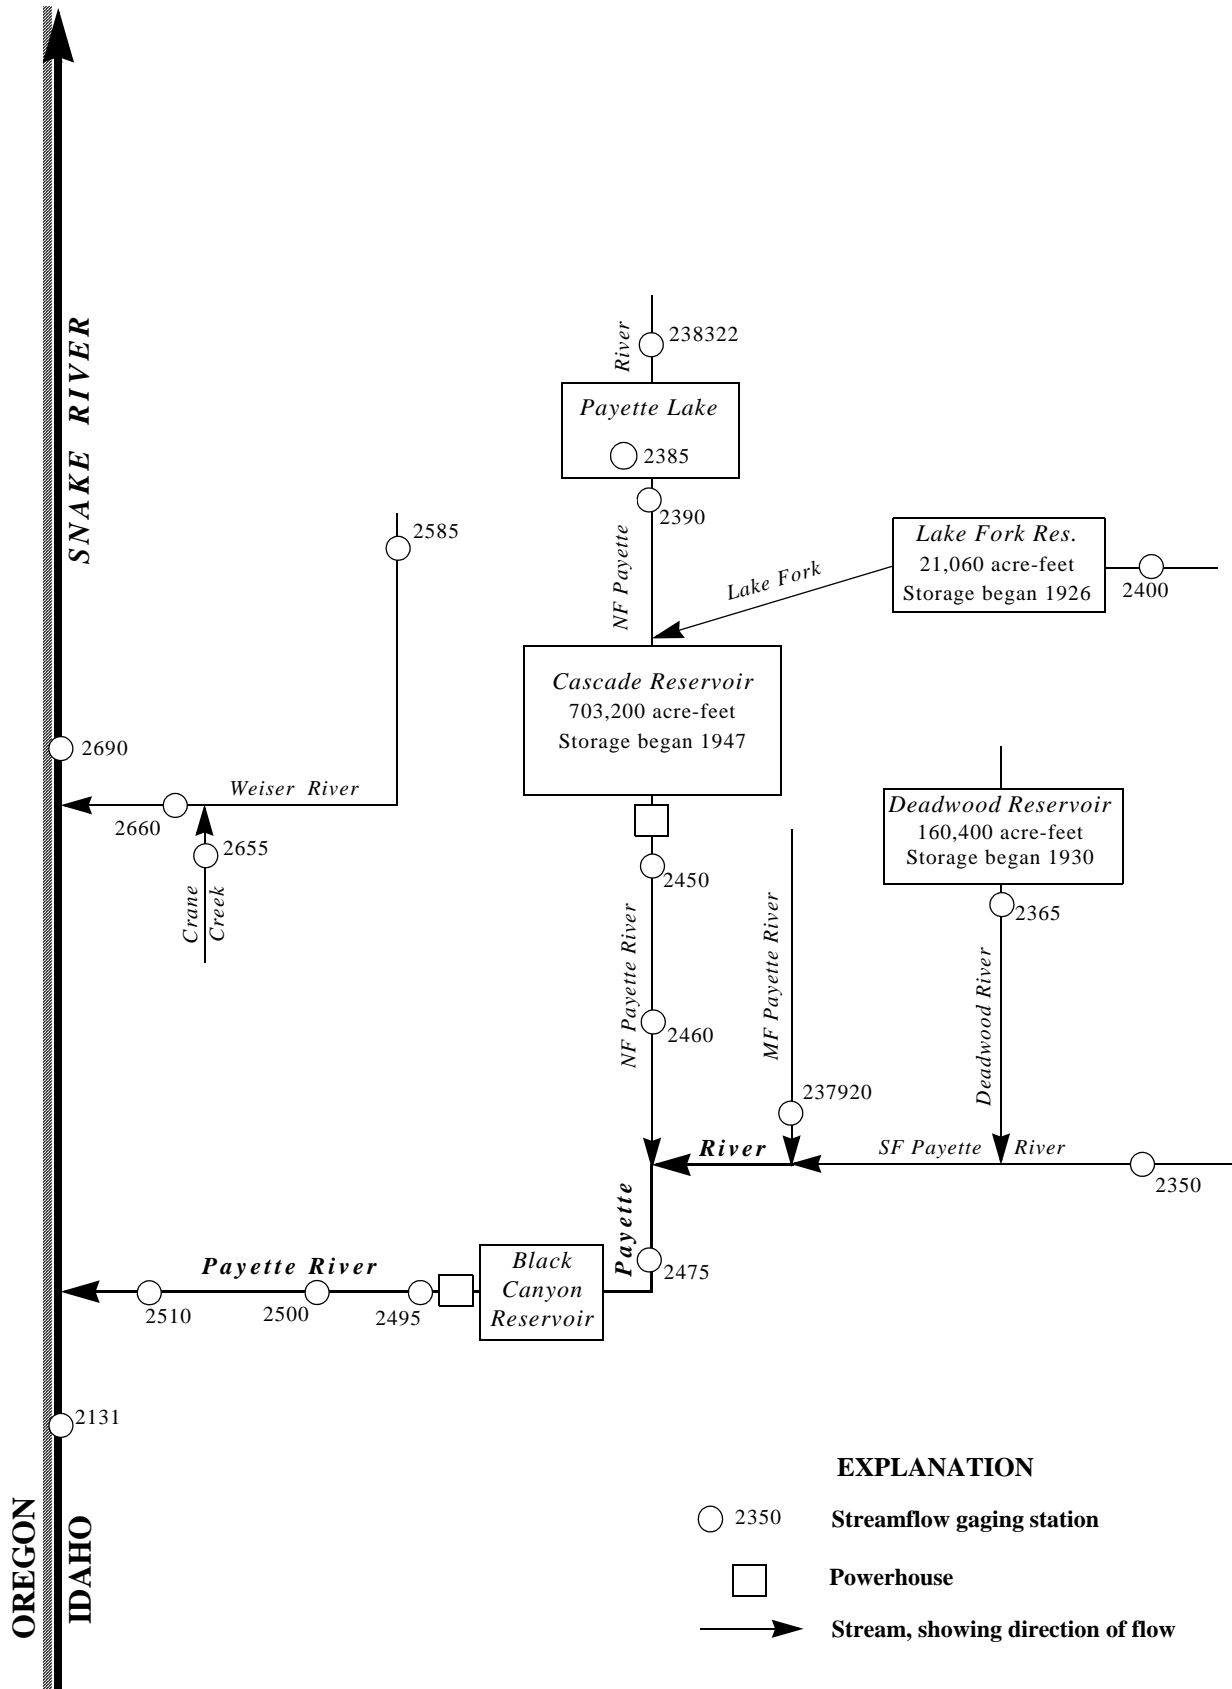 238322
River
Payette Lake
2385
2390
NF Payette
SNAKE RIVER
2585
Lake Fork Res.
21,060 acre-feet
Storage began 1926
2400
Lake Fork
Cascade Reservoir
703,200 acre-feet
Storage began 1947
2690
Weiser River
2660
2655
Crane
Creek
2450
Deadwood Reservoir
160,400 acre-feet
Storage began 1930
2365
NF Payette River
MF Payette River
Deadwood River
2460
237920
River
SF Payette River
2350
Payette
2475
Payette River
Black
Canyon
Reservoir
2510
2500
2495
2131
OREGON
IDAHO
EXPLANATION
2350 Streamflow gaging station
Powerhouse
Stream, showing direction of flow